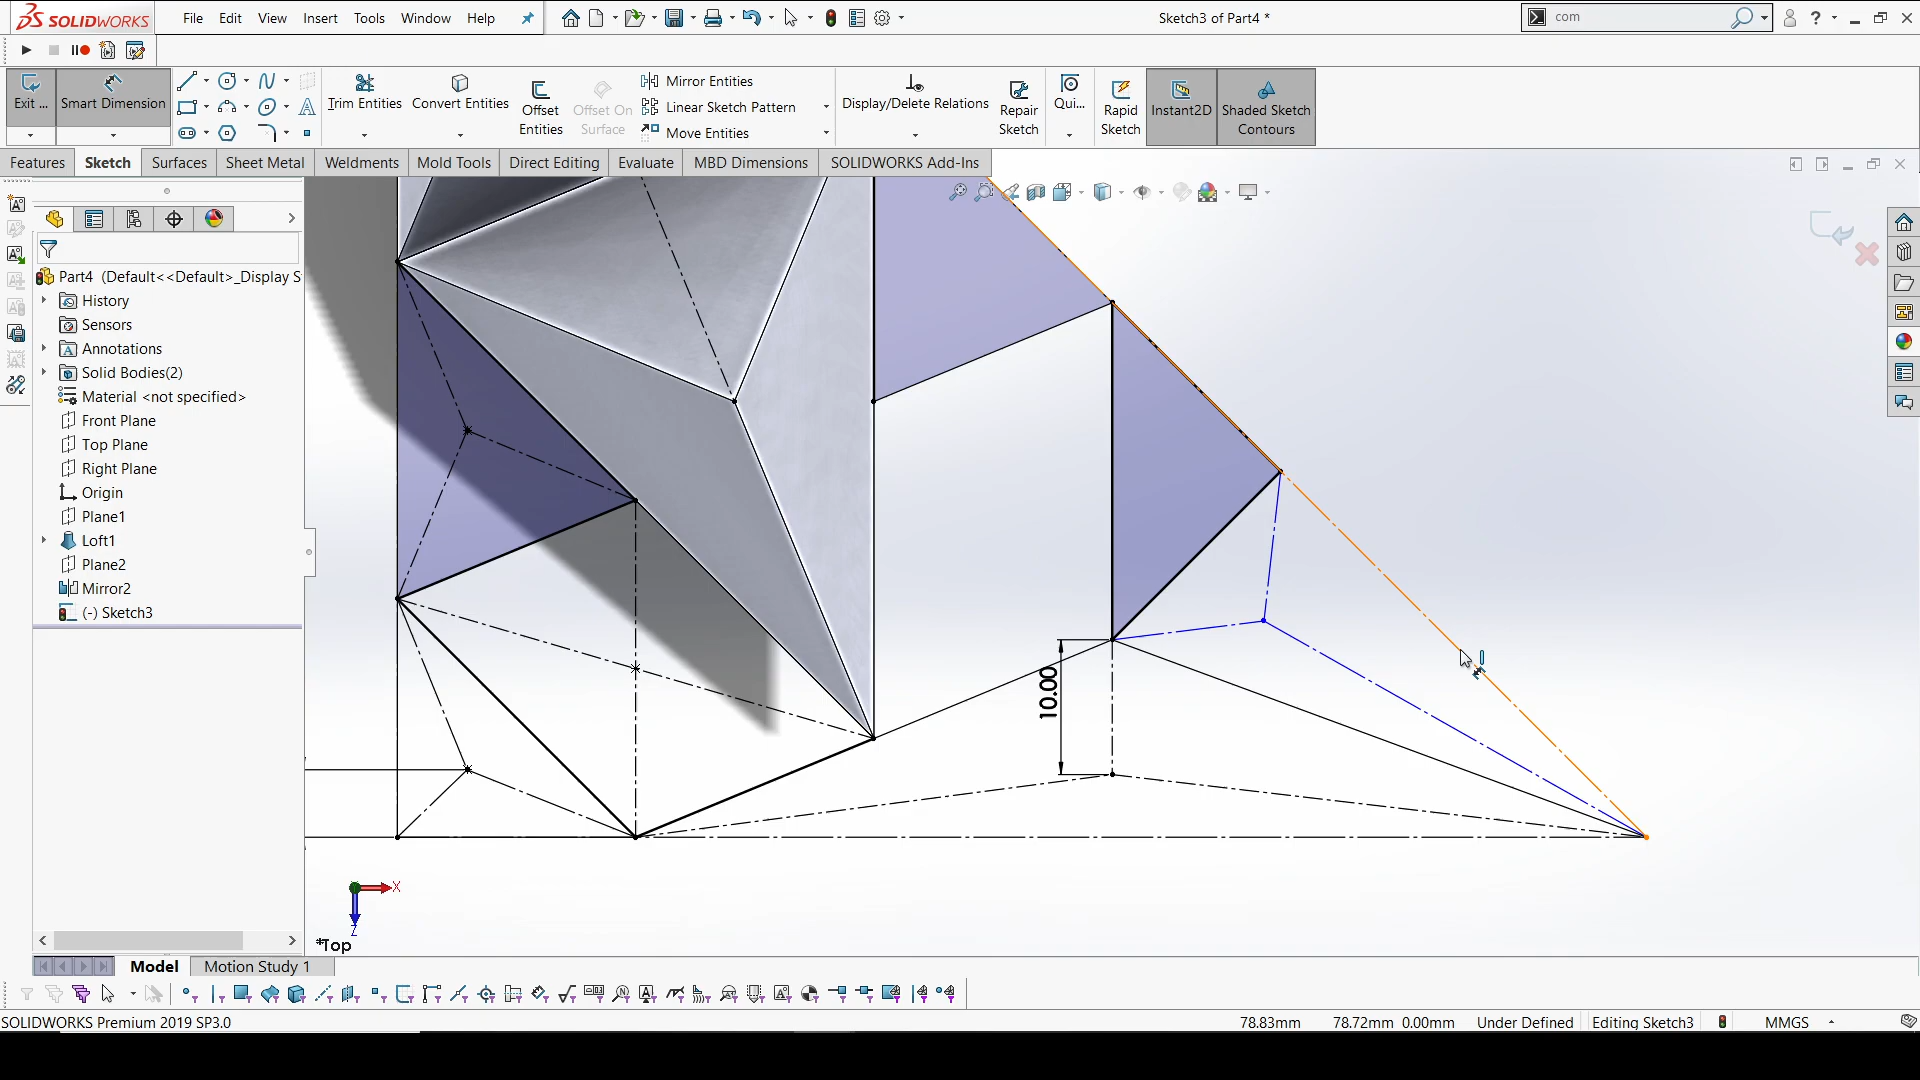 SOLIDWORKS
File Edit View Insert Tools Window Help
Sketch3 of Part4 *
com
?
Exit ...
Smart Dimension
Trim Entities
Convert Entities
Offset
Entities
Offset On
Surface
Mirror Entities
Linear Sketch Pattern
Move Entities
Display/Delete Relations
Repair
Sketch
Qui...
Rapid
Sketch
Instant2D
Shaded Sketch
Contours
Features Sketch Surfaces Sheet Metal Weldments Mold Tools Direct Editing Evaluate MBD Dimensions SOLIDWORKS Add-Ins
Part4 (Default<<Default>_Display S
History
Sensors
Annotations
Solid Bodies(2)
Material <not specified>
Front Plane
Top Plane
Right Plane
Origin
Plane1
Loft1
Plane2
Mirror2
(-) Sketch3
10.00
X
Z
*Top
Model Motion Study 1
SOLIDWORKS Premium 2019 SP3.0
78.83mm 78.72mm 0.00mm Under Defined Editing Sketch3 MMGS